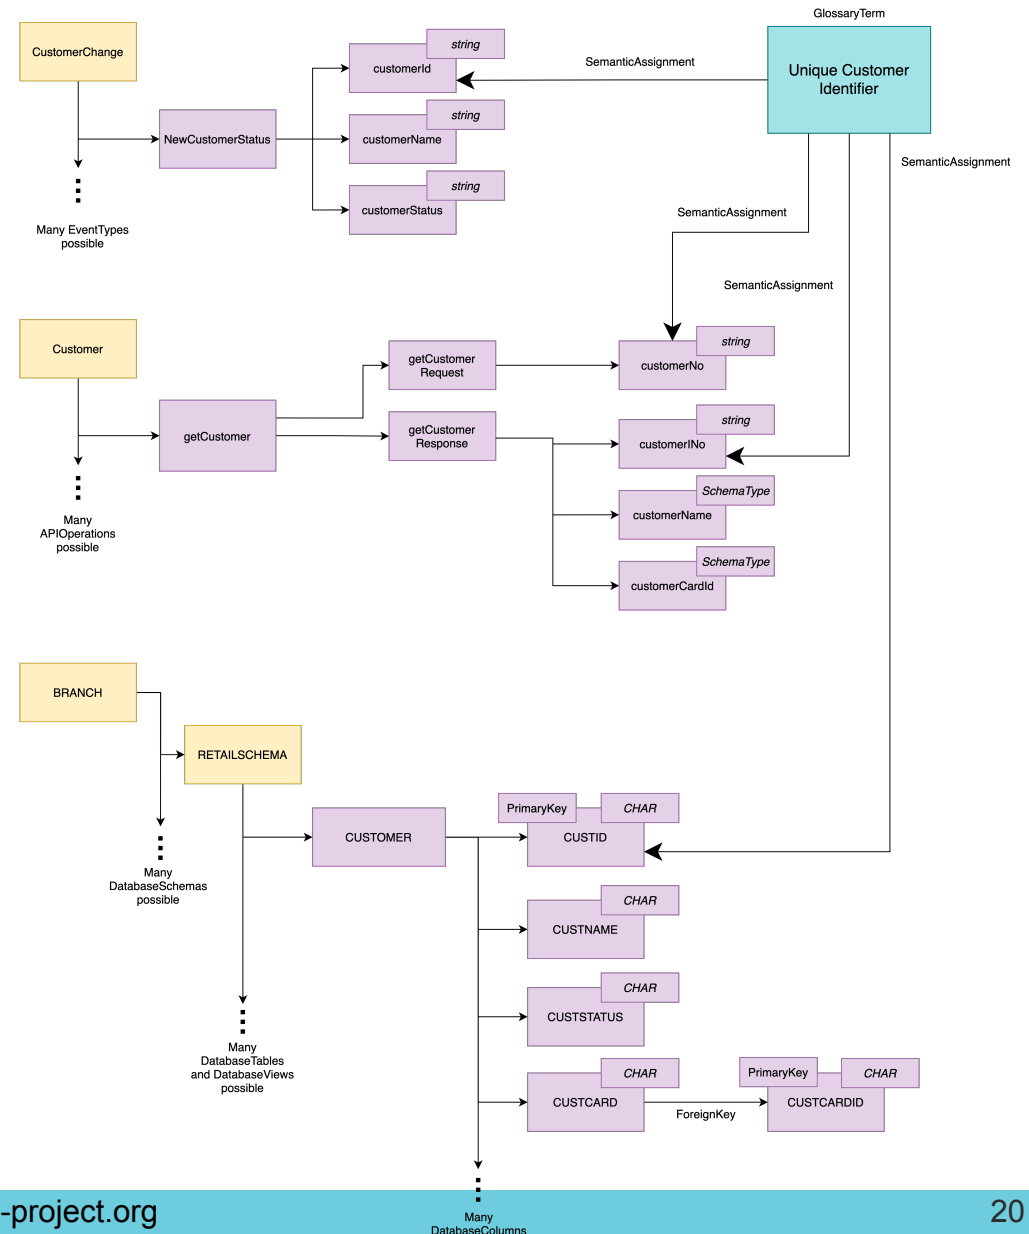 GlossaryTerm
Unique Customer
Identifier
CustomerChange
string
customerId
SemanticAssignment
NewCustomerStatus
string
customerName
string
customerStatus
Many EventTypes
possible
SemanticAssignment
SemanticAssignment
SemanticAssignment
Customer
getCustomer
Request
string
customerNo
getCustomer
getCustomer
Response
string
customerINo
SchemaType
customerName
SchemaType
customerCardId
Many
APIOperations
possible
BRANCH
RETAILSCHEMA
CUSTOMER
PrimaryKey
CHAR
CUSTID
Many
DatabaseSchemas
possible
CHAR
CUSTNAME
CHAR
CUSTSTATUS
Many
DatabaseTables
and DatabaseViews
possible
CHAR
CUSTCARD
ForeignKey
PrimaryKey
CHAR
CUSTCARDID
-project.org
20
Many
DatabaseColumns